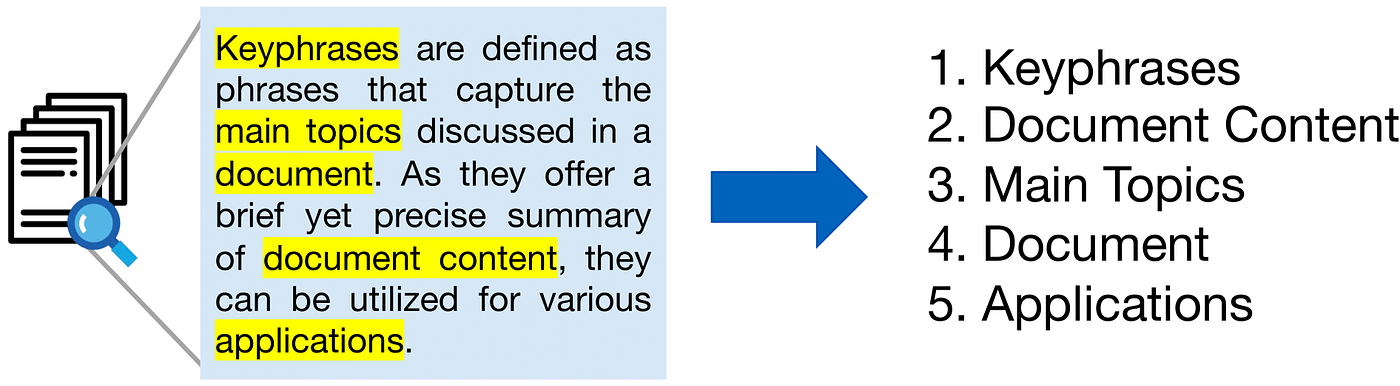 Keyphrases are defined as
phrases that capture the
main topics discussed in a
document. As they offer a
brief yet precise summary
of document content, they
can be utilized for various
applications.
1. Keyphrases
2. Document Content
3. Main Topics
4. Document
5. Applications